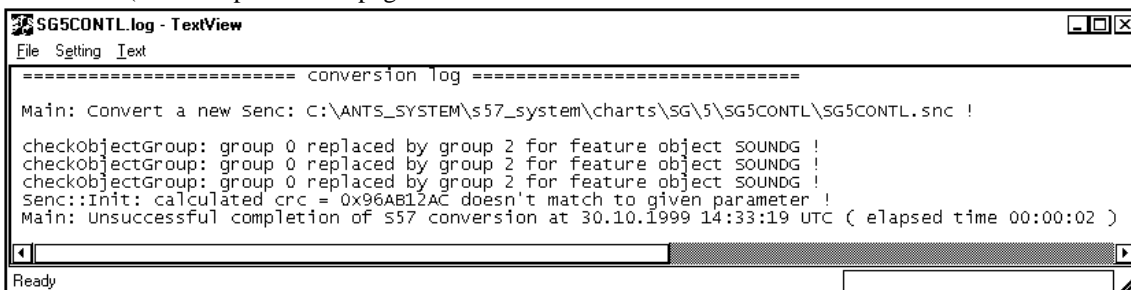 SG5CONTL.log - TextView
File Setting Text
========================= conversion log ==============================
Main: Convert a new Senc: C:\ANTS_SYSTEM\s57_system\charts\SG\5\SG5CONTL\SG5CONTL.snc !
checkObjectGroup: group 0 replaced by group 2 for feature object SOUNDG !
checkObjectGroup: group 0 replaced by group 2 for feature object SOUNDG !
checkObjectGroup: group 0 replaced by group 2 for feature object SOUNDG !
Senc::Init: calculated crc = 0x96AB12AC doesn't match to given parameter !
Main: Unsuccessful completion of S57 conversion at 30.10.1999 14:33:19 UTC ( elapsed time 00:00:02 )
Ready